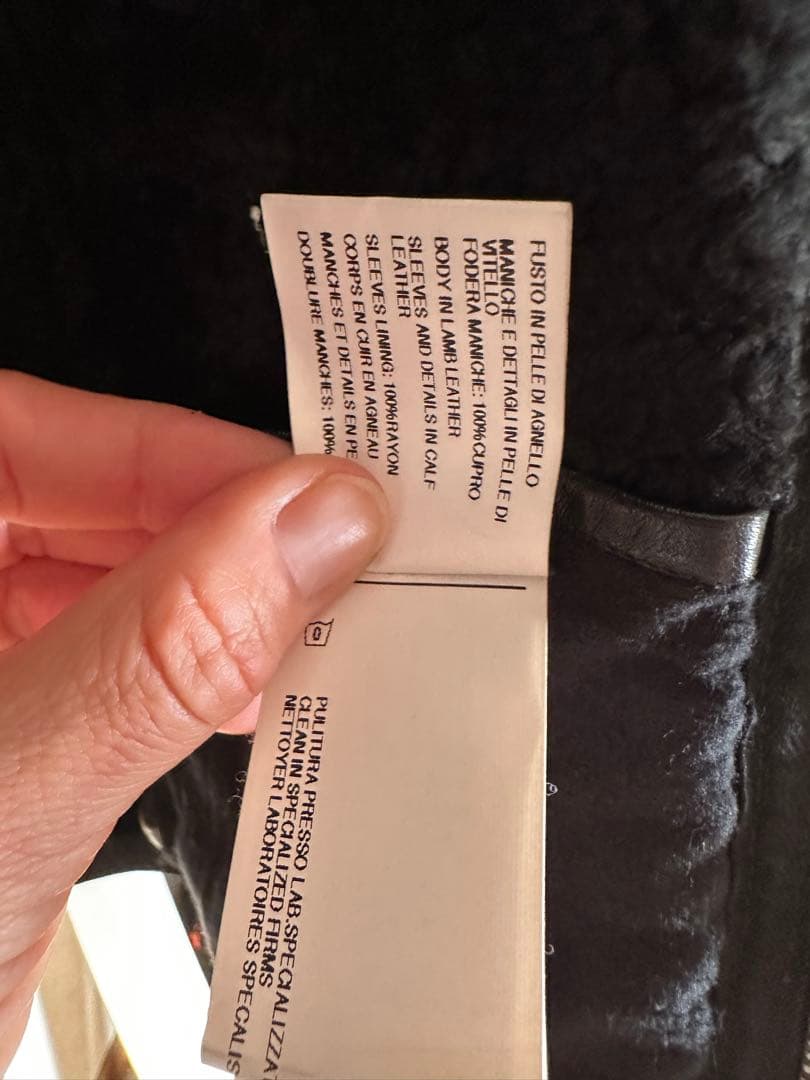 FUSTO IN PELLE DI AGNELLO
MANICHE E DETTAGLI IN PELLE DI
VITELLO
FODERA MANICHE: 100%CUPRO
BODY IN LAMB LEATHER
SLEEVES AND DETAILS IN CALF
LEATHER
SLEEVES LINING: 100%RAYON
CORPS EN CUIR EN AGNEAU
MANCHES ET DETAILS EN PE
DOUBLURE MANCHES: 100%
PULITURA PRESSO LAB.SPECIALIZZAT
CLEAN IN SPECIALIZED FIRMS
NETTOYER LABORATOIRES SPECALIS